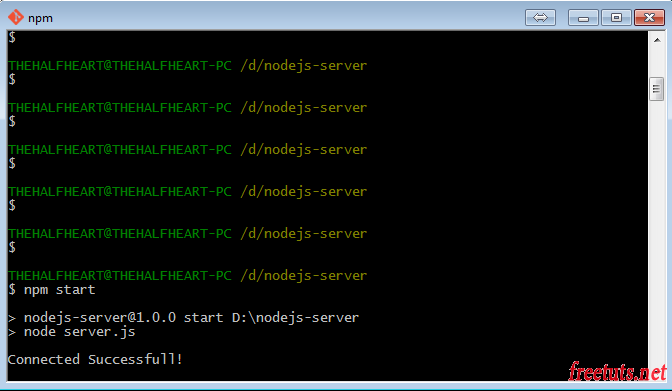 npm
$
THEHALFHEART@THEHALFHEART-PC /d/nodejs-server
$
THEHALFHEART@THEHALFHEART-PC /d/nodejs-server
$
THEHALFHEART@THEHALFHEART-PC /d/nodejs-server
$
THEHALFHEART@THEHALFHEART-PC /d/nodejs-server
$
THEHALFHEART@THEHALFHEART-PC /d/nodejs-server
$
THEHALFHEART@THEHALFHEART-PC /d/nodejs-server
$ npm start
> nodejs-server@1.0.0 start D:\nodejs-server
> node server.js
Connected Successfull!
freetuts.net